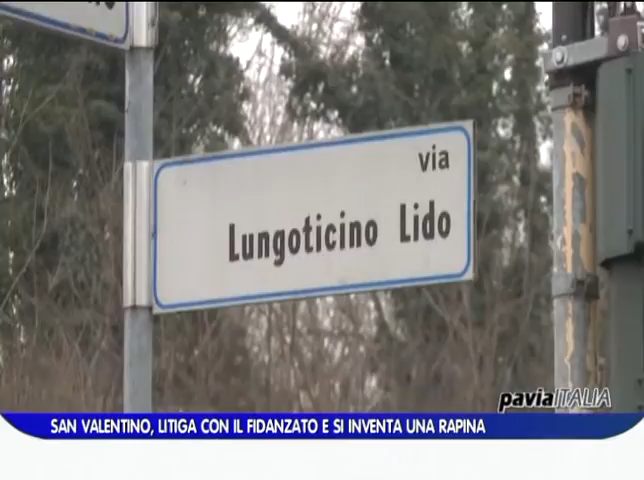 via
Lungoticino Lido
paviaITALIA
SAN VALENTINO, LITIGA CON IL FIDANZATO E SI INVENTA UNA RAPINA